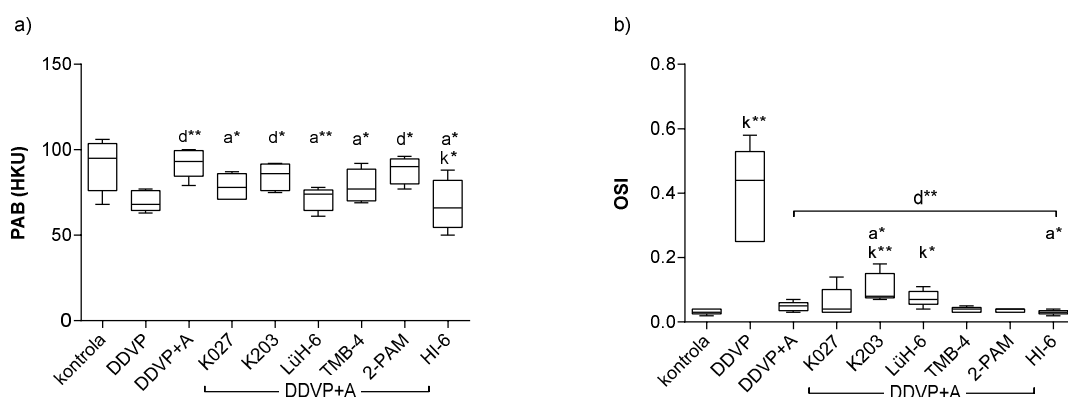 a)
PAB (HKU)
150
100
50
0
d**
a*
d*
a**
a*
d*
a*
k*
kontrola
DDVP
DDVP+A
K027
K203
LüH-6
TMB-4
2-PAM
HI-6
DDVP+A
b)
OSI
0.8
0.6
0.4
0.2
0.0
k**
d**
a*
k**
k*
a*
kontrola
DDVP
DDVP+A
K027
K203
LüH-6
TMB-4
2-PAM
HI-6
DDVP+A